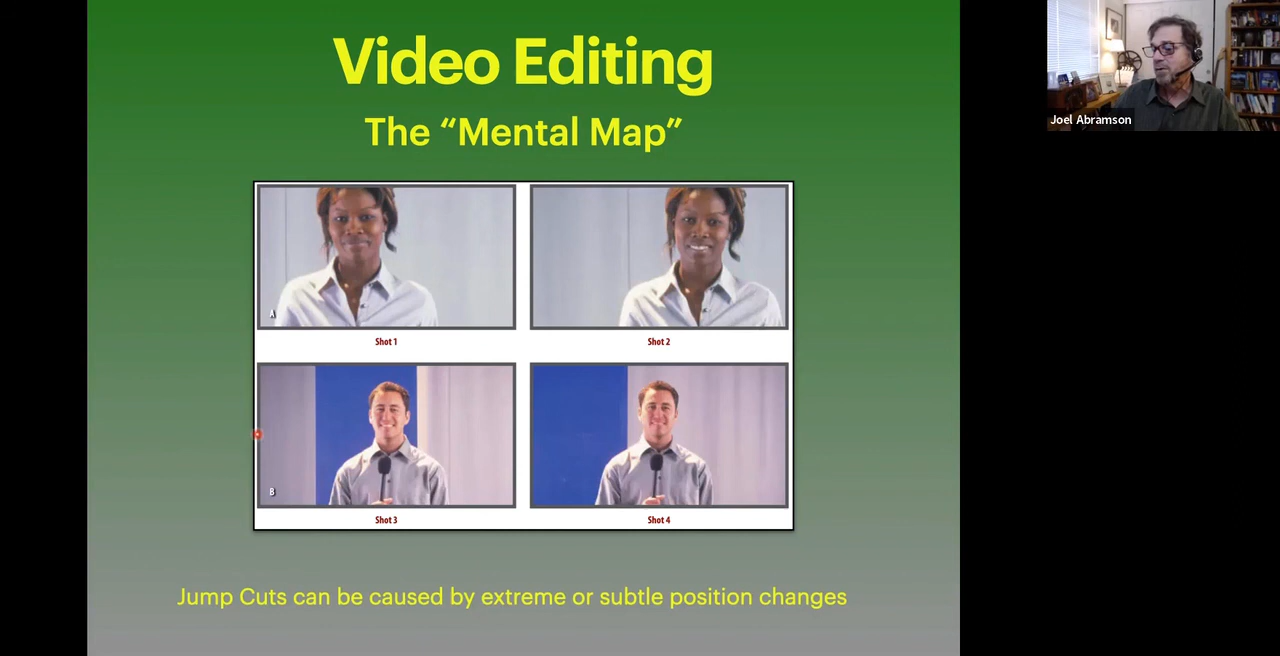 Video Editing
The “Mental Map”
A
Shot 1
Shot 2
B
Shot 3
Shot 4
Jump Cuts can be caused by extreme or subtle position changes
Joel Abramson